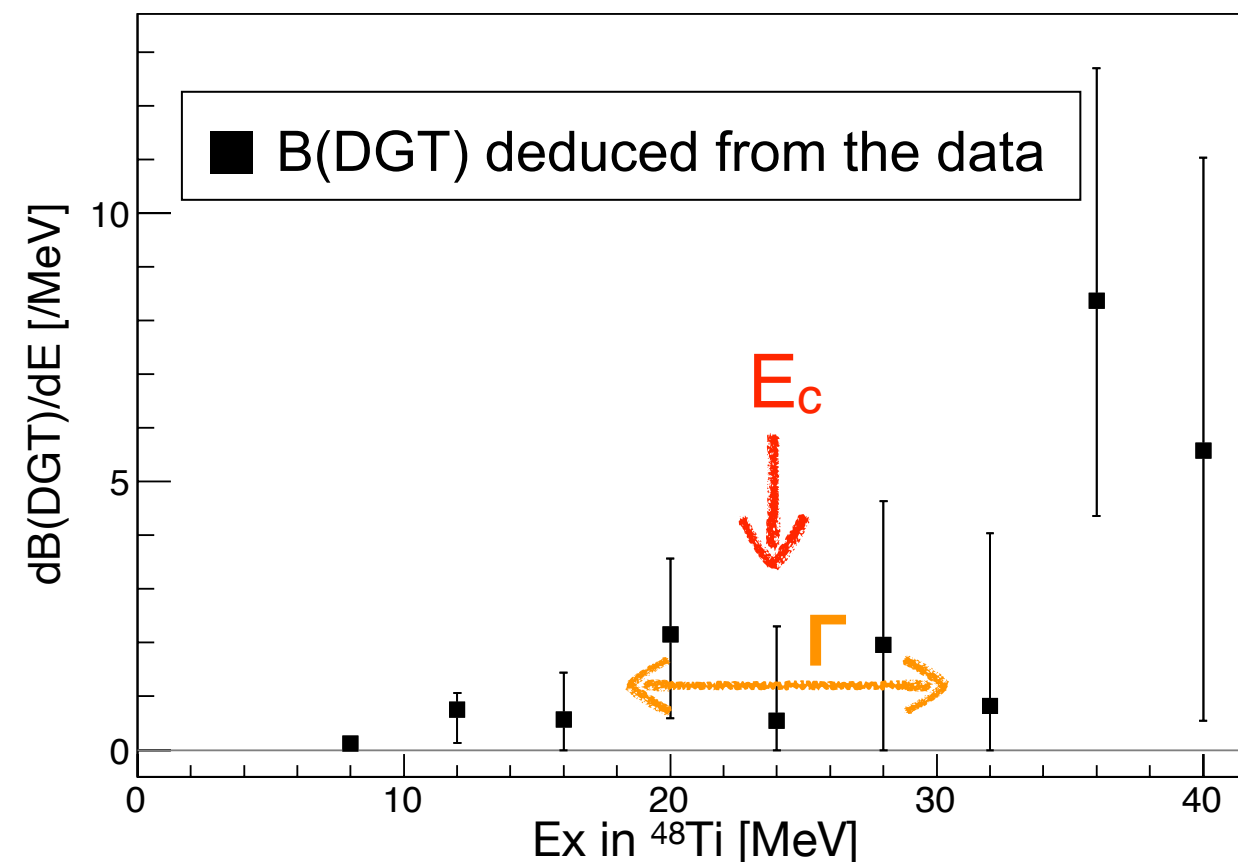 B(DGT) deduced from the data
dB(DGT)/dE [/MeV]
10
5
0
E꜀
Γ
0 10 20 30 40
Ex in ⁴⁸Ti [MeV]